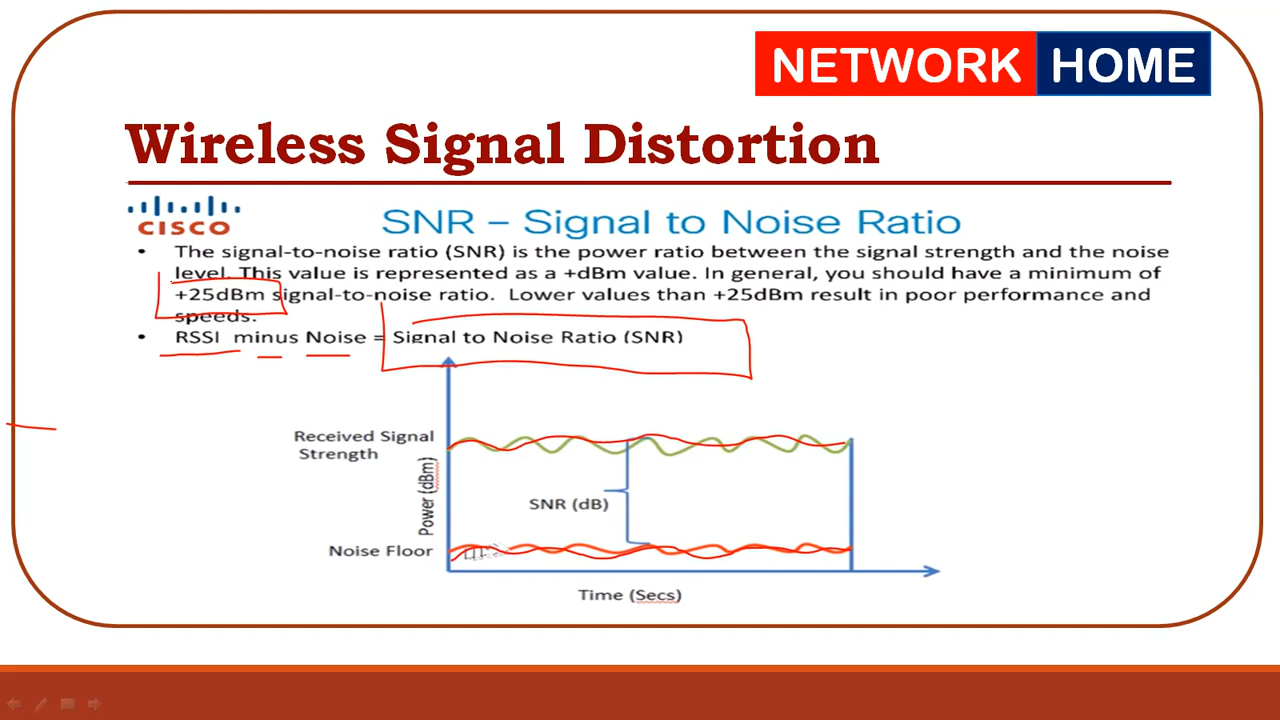 NETWORK HOME
Wireless Signal Distortion
CISCO
SNR – Signal to Noise Ratio
• The signal-to-noise ratio (SNR) is the power ratio between the signal strength and the noise
level. This value is represented as a +dBm value. In general, you should have a minimum of
+25dBm signal-to-noise ratio. Lower values than +25dBm result in poor performance and
speeds.
• RSSI minus Noise = Signal to Noise Ratio (SNR)
Received Signal
Strength
Power (dBm)
SNR (dB)
Noise Floor
Time (Secs)